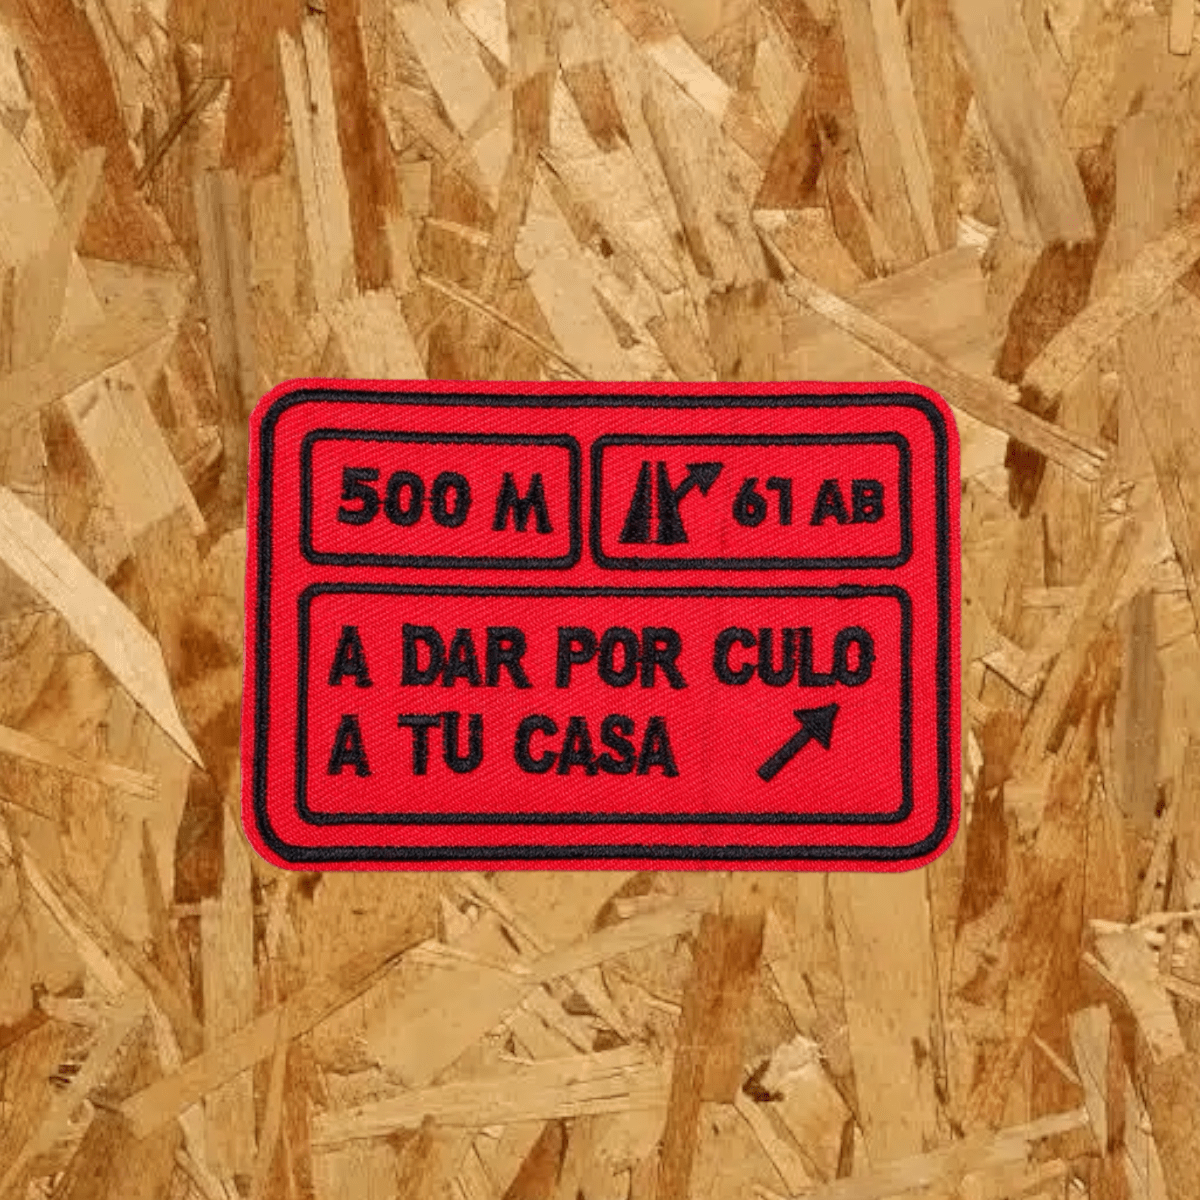 500 M
61 AB
A DAR POR CULO
A TU CASA